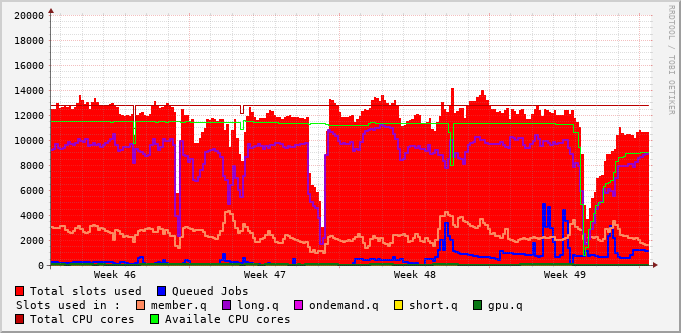 RRDTOOL / TOBI OETIKER
20000
18000
16000
14000
12000
10000
8000
6000
4000
2000
0
Week 46 Week 47 Week 48 Week 49
Total slots used Queued Jobs
Slots used in : member.q long.q ondemand.q short.q gpu.q
Total CPU cores Availale CPU cores